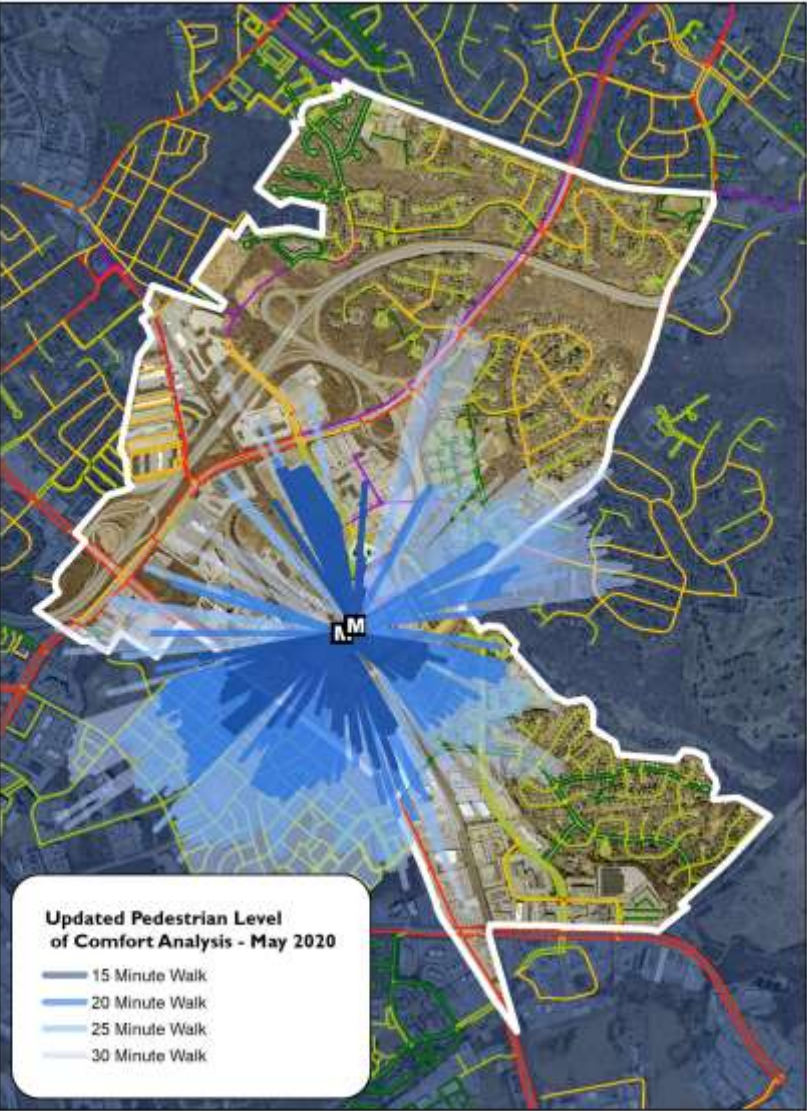 M
M
Updated Pedestrian Level
of Comfort Analysis - May 2020
15 Minute Walk
20 Minute Walk
25 Minute Walk
30 Minute Walk